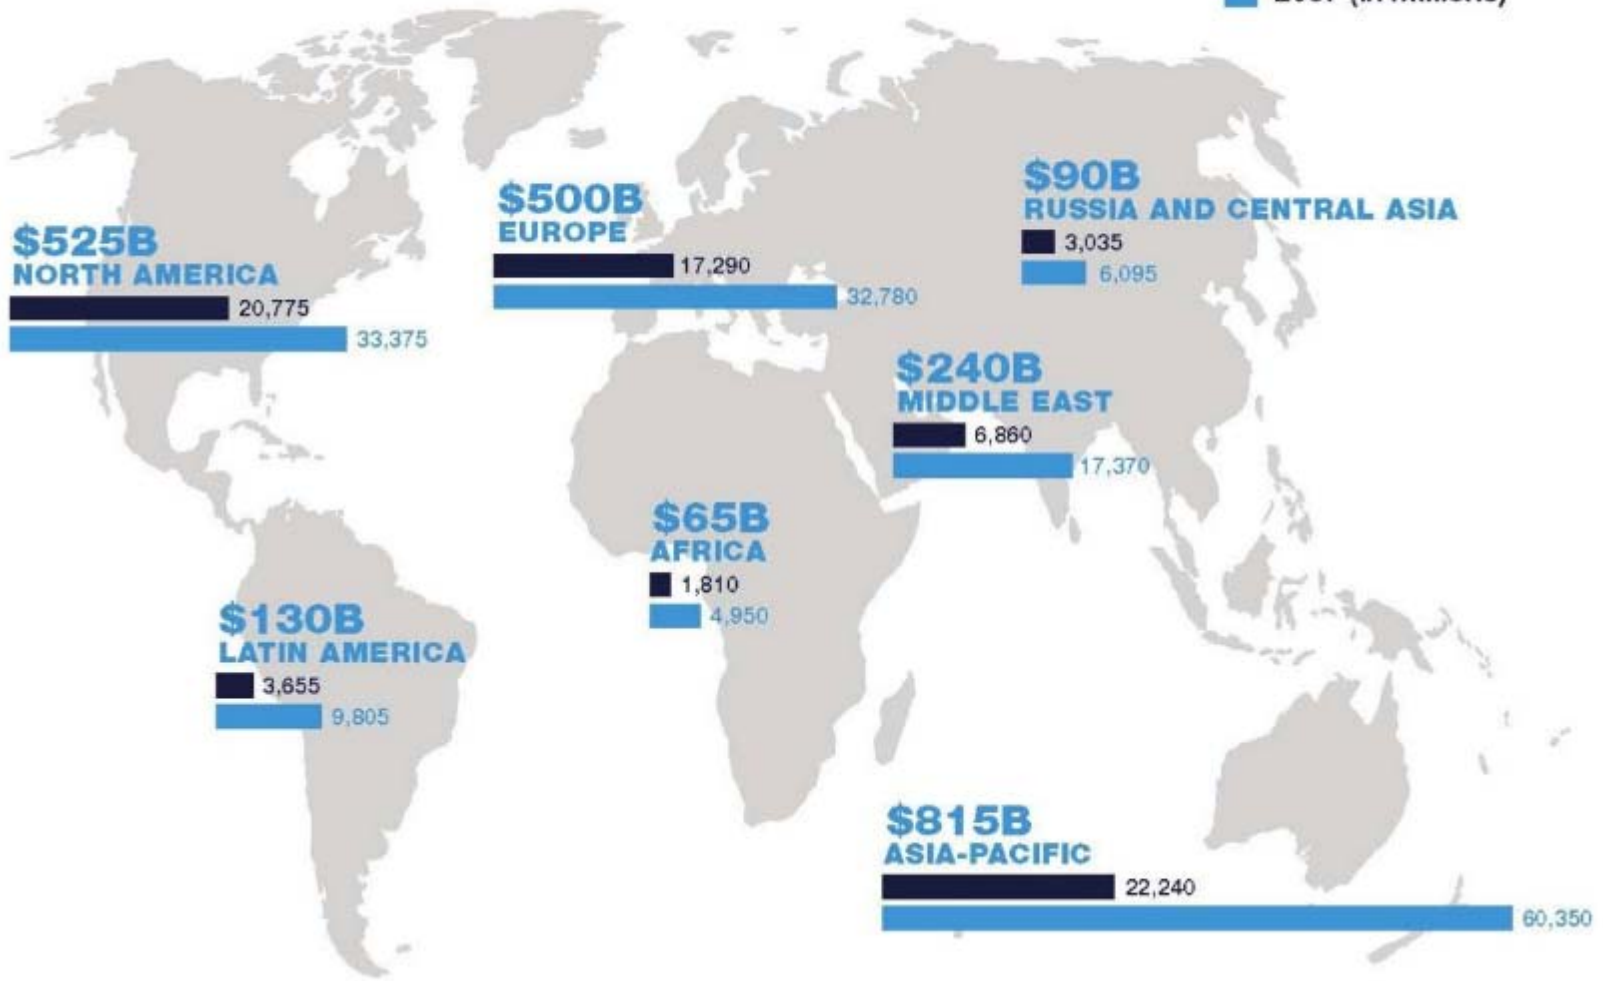 $525B
NORTH AMERICA
20,775
33,375
$500B
EUROPE
17,290
32,780
$90B
RUSSIA AND CENTRAL ASIA
3,035
6,095
$240B
MIDDLE EAST
6,860
17,370
$65B
AFRICA
1,810
4,950
$130B
LATIN AMERICA
3,655
9,805
$815B
ASIA-PACIFIC
22,240
60,350